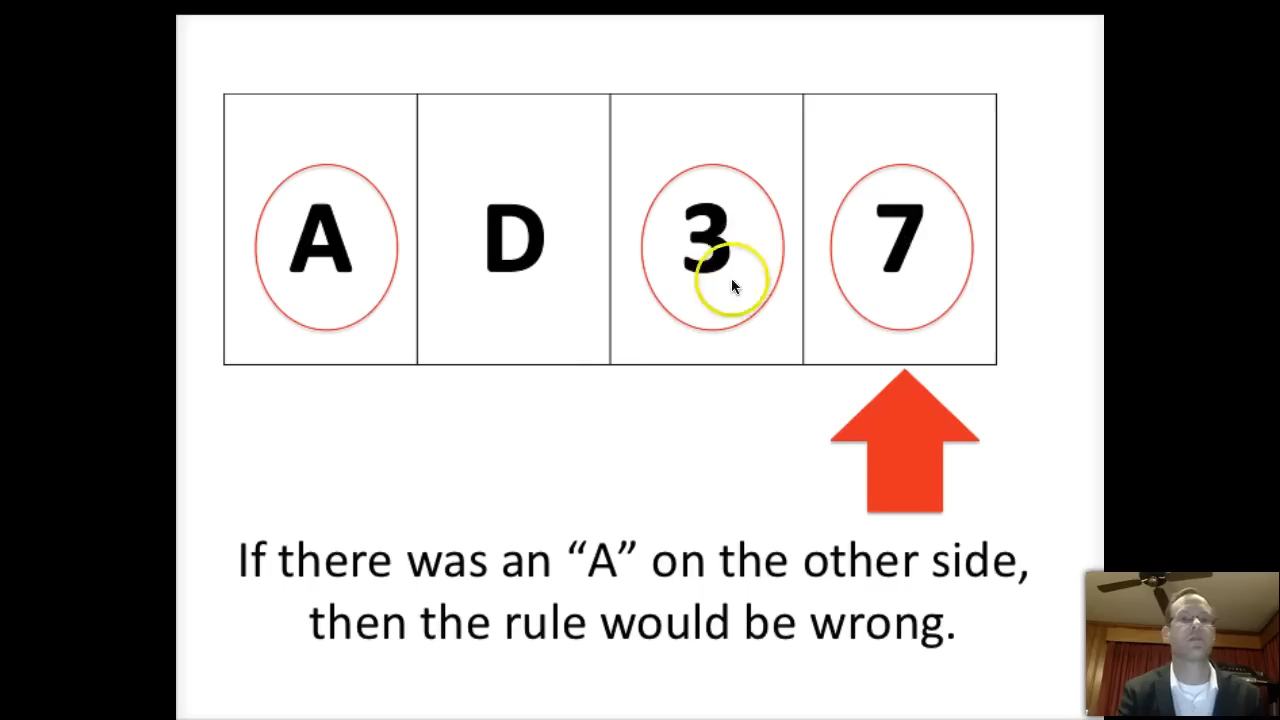 A D 3 7
If there was an “A” on the other side,
then the rule would be wrong.